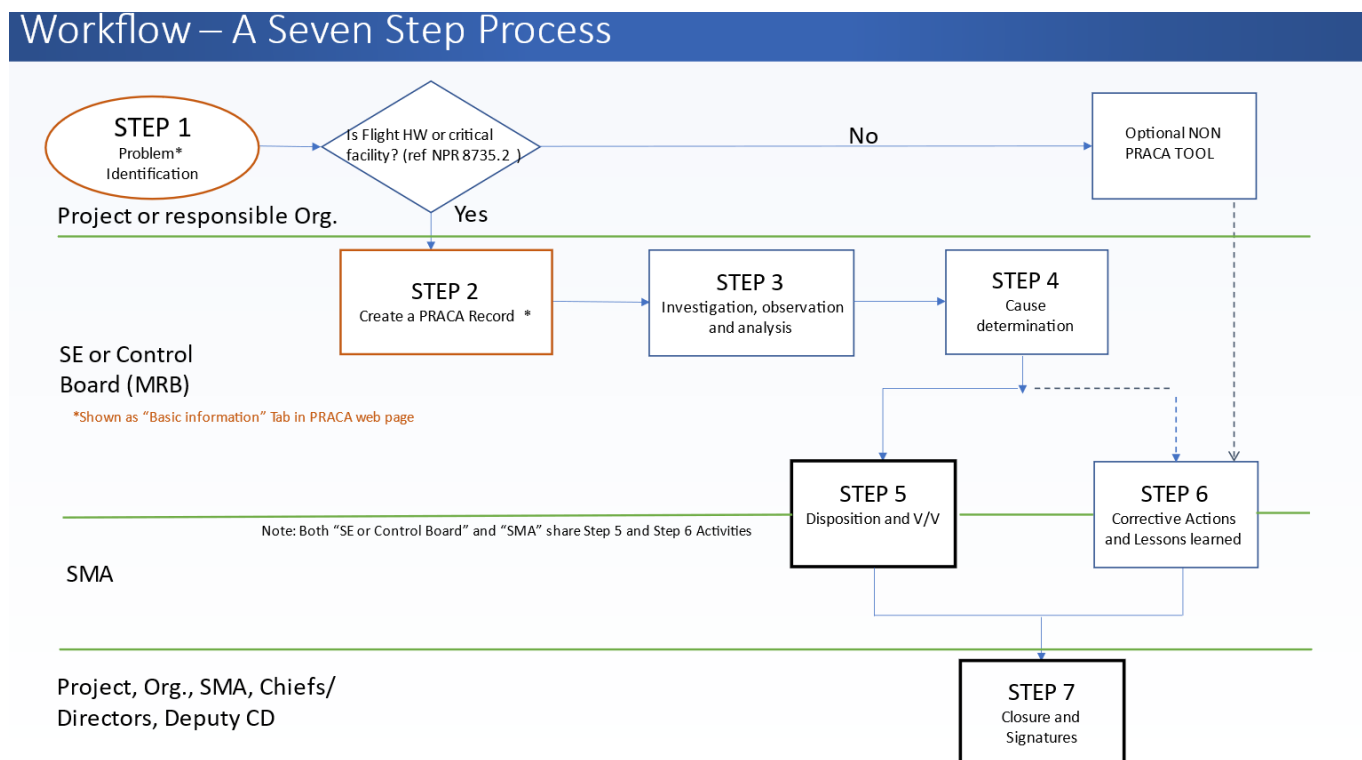 Workflow – A Seven Step Process
STEP 1
Problem*
Identification
Is Flight HW or critical
facility? (ref NPR 8735.2 )
No
Optional NON
PRACA TOOL
Project or responsible Org.
Yes
STEP 2
Create a PRACA Record *
STEP 3
Investigation, observation
and analysis
STEP 4
Cause
determination
SE or Control
Board (MRB)
*Shown as “Basic information” Tab in PRACA web page
STEP 5
Disposition and V/V
STEP 6
Corrective Actions
and Lessons learned
Note: Both “SE or Control Board” and “SMA” share Step 5 and Step 6 Activities
SMA
Project, Org., SMA, Chiefs/
Directors, Deputy CD
STEP 7
Closure and
Signatures